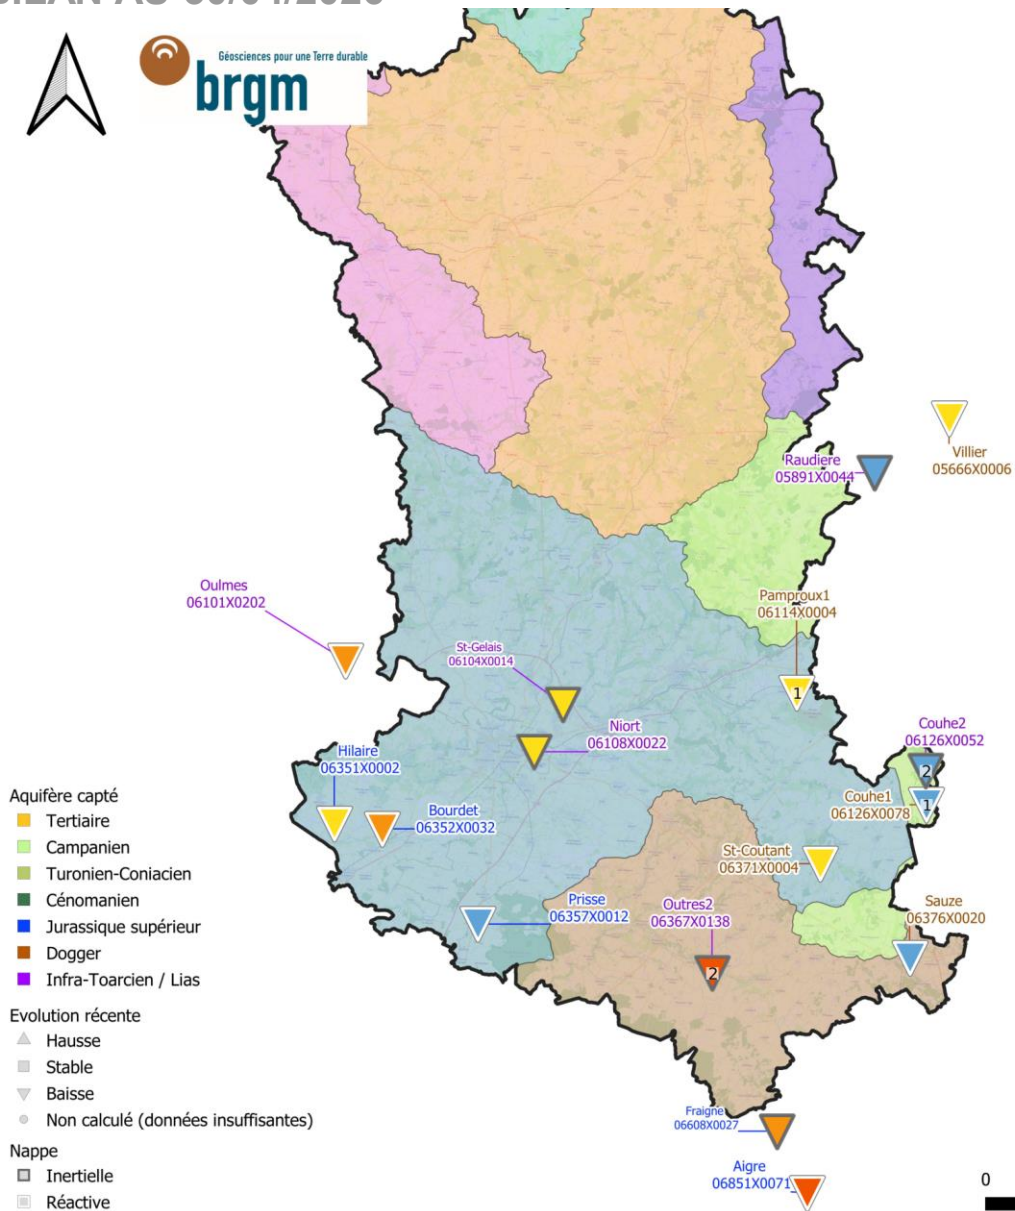 Géosciences pour une Terre durable
brgm
Villier
05666X0006
Raudiere
05891X0044
Oulmes
06101X0202
Pamproux1
06114X0004
St-Gelais
06104X0014
1
Niort
06108X0022
Couhe2
06126X0052
2
Hilaire
06351X0002
Couhe1
06126X0078
1
Bourdet
06352X0032
St-Coutant
06371X0004
Prisse
06357X0012
Outres2
06367X0138
2
Sauze
06376X0020
Fraigne
06608X0027
Aigre
06851X0071
Aquifère capté
Tertiaire
Campanien
Turonien-Coniacien
Cénomanien
Jurassique supérieur
Dogger
Infra-Toarcien / Lias
Evolution récente
Hausse
Stable
Baisse
Non calculé (données insuffisantes)
Nappe
Inertielle
Réactive
0